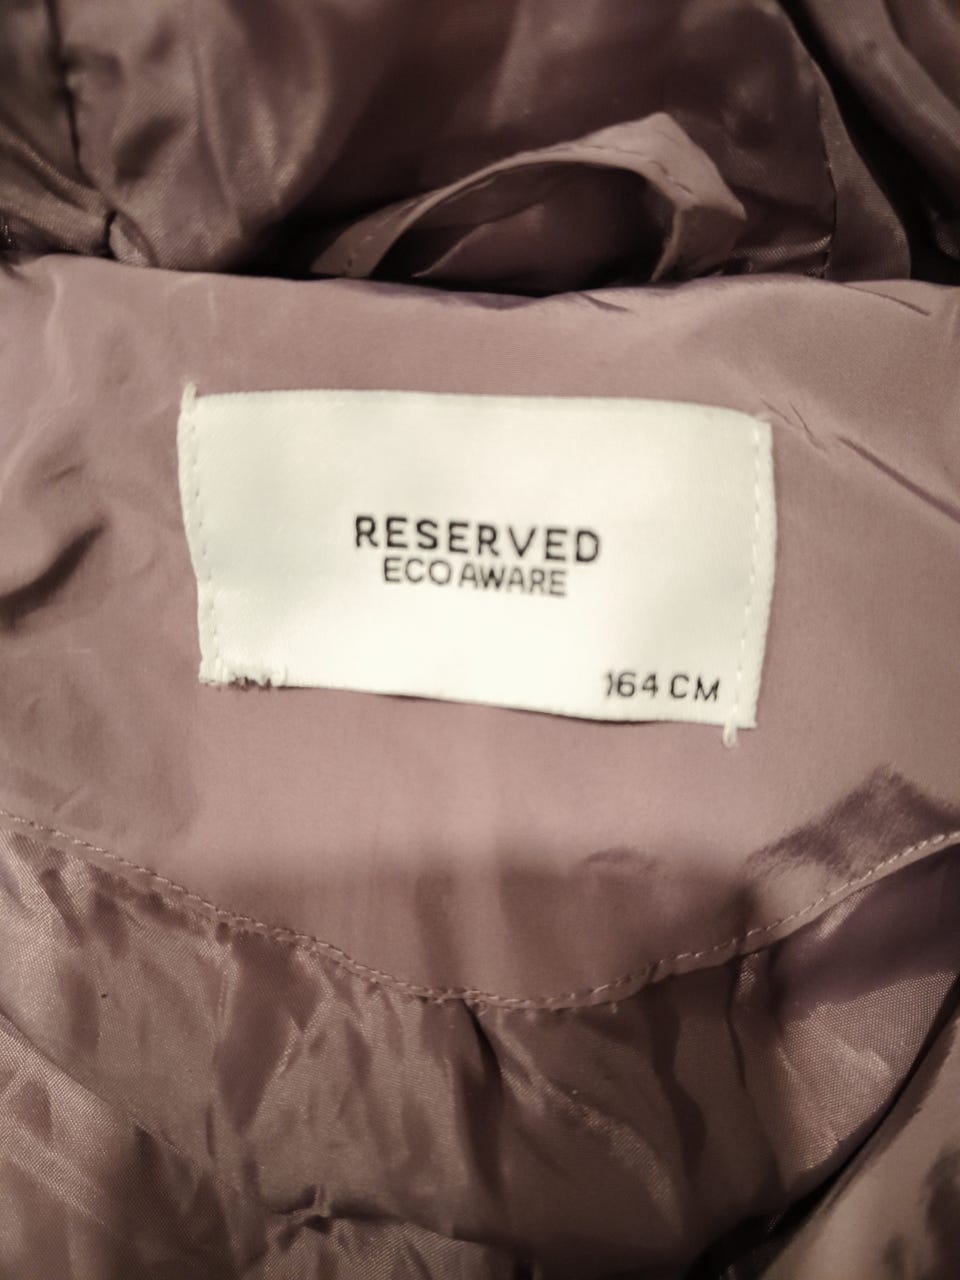 RESERVED
ECO AWARE
164 CM